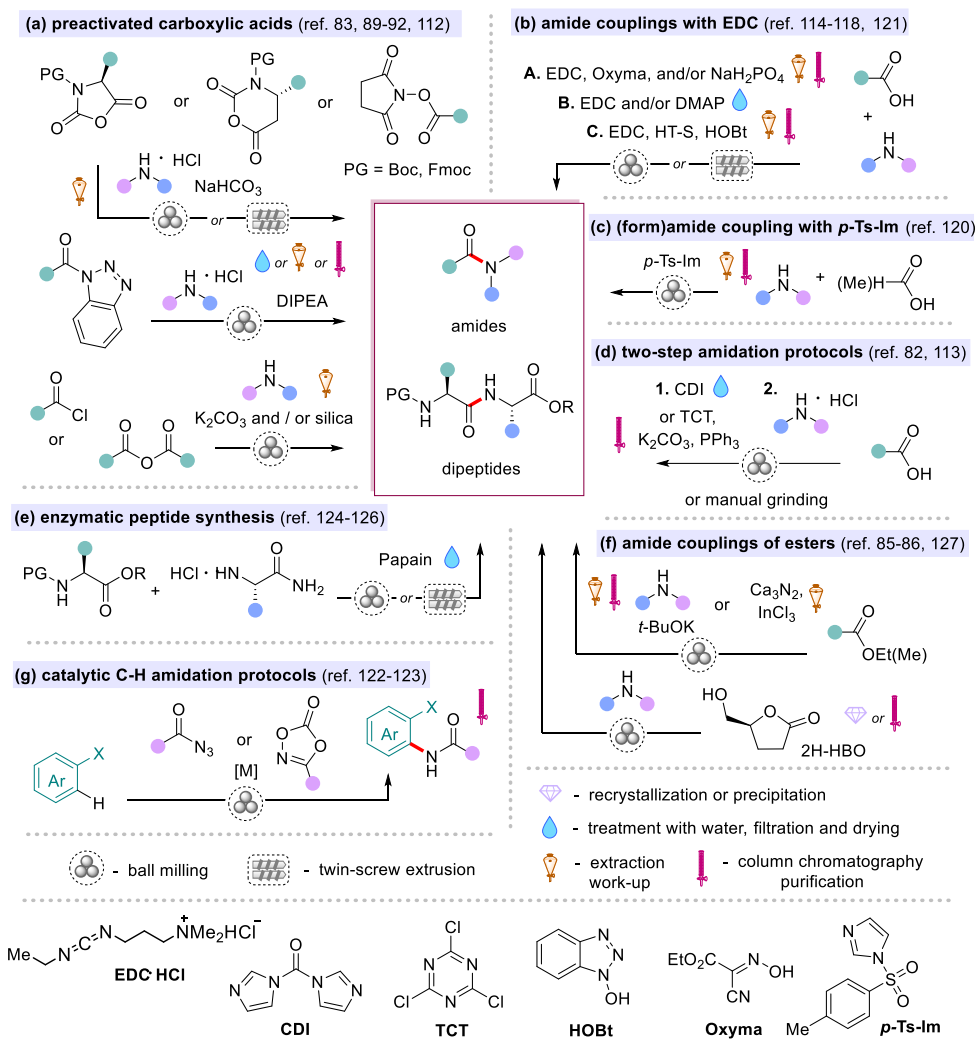 (a) preactivated carboxylic acids (ref. 83, 89-92, 112)
PG
N
O
O
O
or
PG
N
O
O
O
or
O
N
O
O
O
PG = Boc, Fmoc
H
N
· HCl
NaHCO3
or
O
N
N
N
H
N
· HCl
or
or
DIPEA
O
Cl
or
O
O
O
H
N
K2CO3 and / or silica
O
N
amides
PG
N
H
H
N
O
O
OR
dipeptides
(b) amide couplings with EDC (ref. 114-118, 121)
A. EDC, Oxyma, and/or NaH2PO4
B. EDC and/or DMAP
C. EDC, HT-S, HOBt
or
O
OH
+
H
N
(c) (form)amide coupling with p-Ts-Im (ref. 120)
p-Ts-Im
H
N
+
(Me)H
O
OH
(d) two-step amidation protocols (ref. 82, 113)
1. CDI
or TCT,
K2CO3, PPh3
2.
H
N
· HCl
O
OH
or manual grinding
(e) enzymatic peptide synthesis (ref. 124-126)
PG
N
H
O
OR
+
HCl · HN
O
NH2
Papain
or
(f) amide couplings of esters (ref. 85-86, 127)
H
N
t-BuOK
or
Ca3N2,
InCl3
O
OEt(Me)
H
N
HO
O
O
2H-HBO
or
(g) catalytic C-H amidation protocols (ref. 122-123)
Ar
X
H
O
N3
or
O
O
O
N
[M]
Ar
X
N
H
O
- recrystallization or precipitation
- treatment with water, filtration and drying
- extraction
work-up
- column chromatography
purification
- ball milling
- twin-screw extrusion
Me
N
C
N
+
NMe2HCl−
EDC·HCl
O
N
N
N
N
CDI
Cl
N
N
N
Cl
Cl
TCT
N
N
N
OH
HOBt
EtO2C
N
OH
CN
Oxyma
N
N
S
O
O
Me
p-Ts-Im